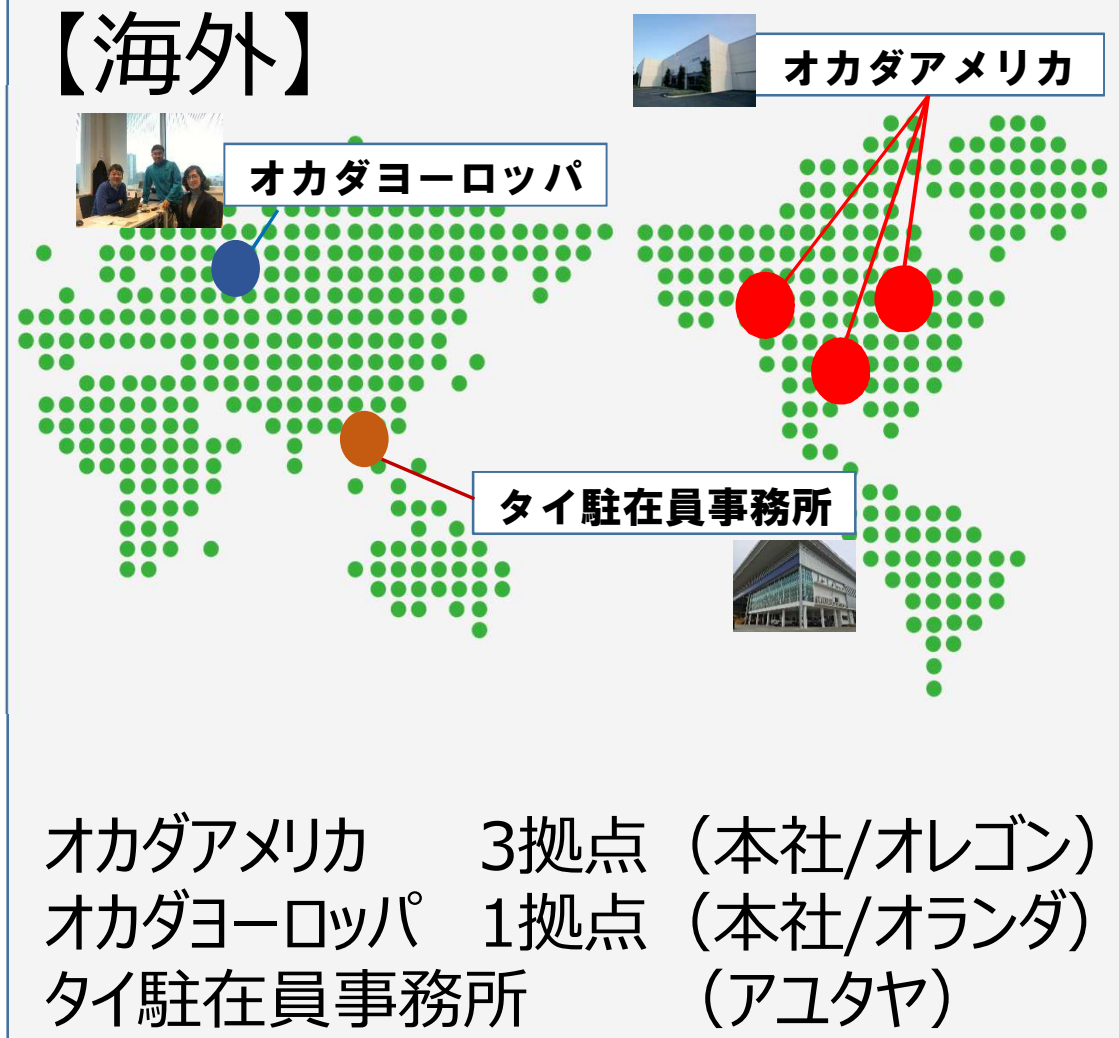 【海外】
オカダアメリカ
オカダヨーロッパ
タイ駐在員事務所
オカダアメリカ 3拠点（本社/オレゴン）
オカダヨーロッパ 1拠点（本社/オランダ）
タイ駐在員事務所 （アユタヤ）